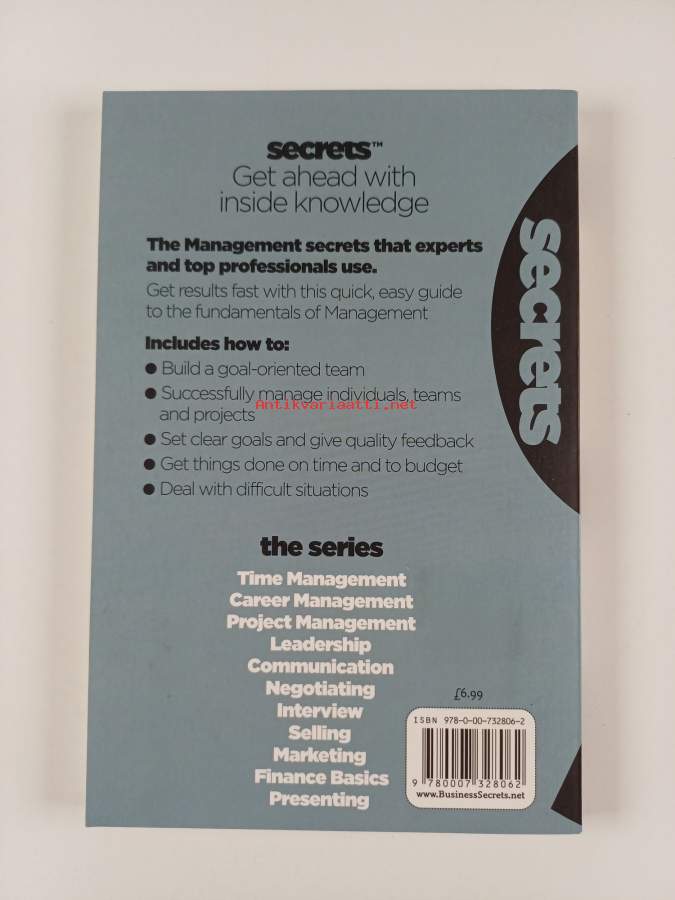 secrets™
Get ahead with
inside knowledge
The Management secrets that experts
and top professionals use.
Get results fast with this quick, easy guide
to the fundamentals of Management
Includes how to:
● Build a goal-oriented team
● Successfully manage individuals, teams
and projects
Antikvariaatti.net
● Set clear goals and give quality feedback
● Get things done on time and to budget
● Deal with difficult situations
secrets
the series
Time Management
Career Management
Project Management
Leadership
Communication
Negotiating
Interview
Selling
Marketing
Finance Basics
Presenting
£6.99
ISBN 978-0-00-732806-2
9 780007 328062
www.BusinessSecrets.net